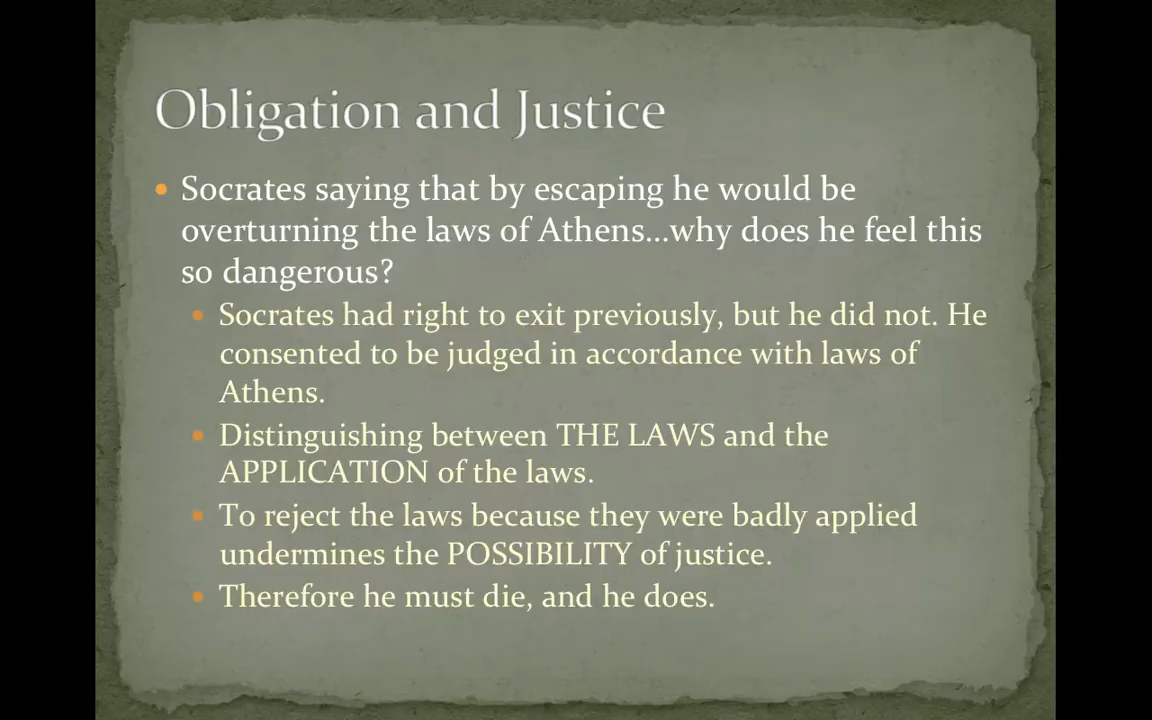 Obligation and Justice
• Socrates saying that by escaping he would be
overturning the laws of Athens...why does he feel this
so dangerous?
• Socrates had right to exit previously, but he did not. He
consented to be judged in accordance with laws of
Athens.
• Distinguishing between THE LAWS and the
APPLICATION of the laws.
• To reject the laws because they were badly applied
undermines the POSSIBILITY of justice.
• Therefore he must die, and he does.